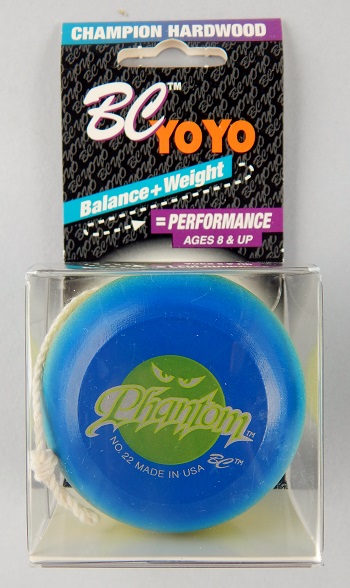 CHAMPION HARDWOOD
BC™
YOYO
Balance+Weight
= PERFORMANCE
AGES 8 & UP
Phantom™
NO. 22 MADE IN USA BC™